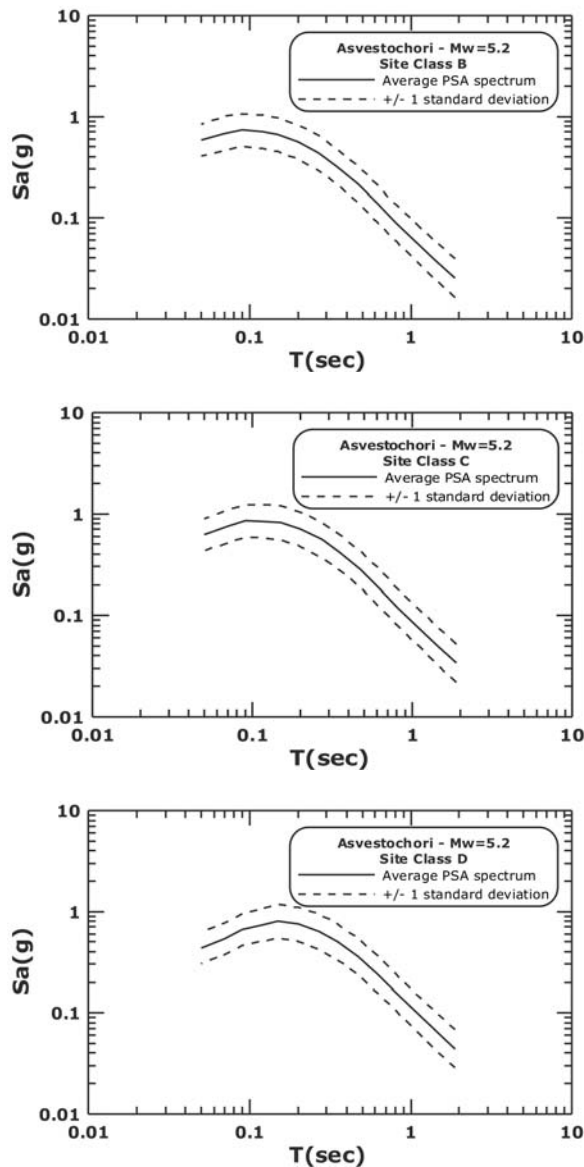 10
Asvestochori - Mw=5.2
Site Class B
Average PSA spectrum
+/- 1 standard deviation
1
Sa(g)
0.1
0.01
0.01 0.1 1 10
T(sec)
10
Asvestochori - Mw=5.2
Site Class C
Average PSA spectrum
+/- 1 standard deviation
1
Sa(g)
0.1
0.01
0.01 0.1 1 10
T(sec)
10
Asvestochori - Mw=5.2
Site Class D
Average PSA spectrum
+/- 1 standard deviation
1
Sa(g)
0.1
0.01
0.01 0.1 1 10
T(sec)